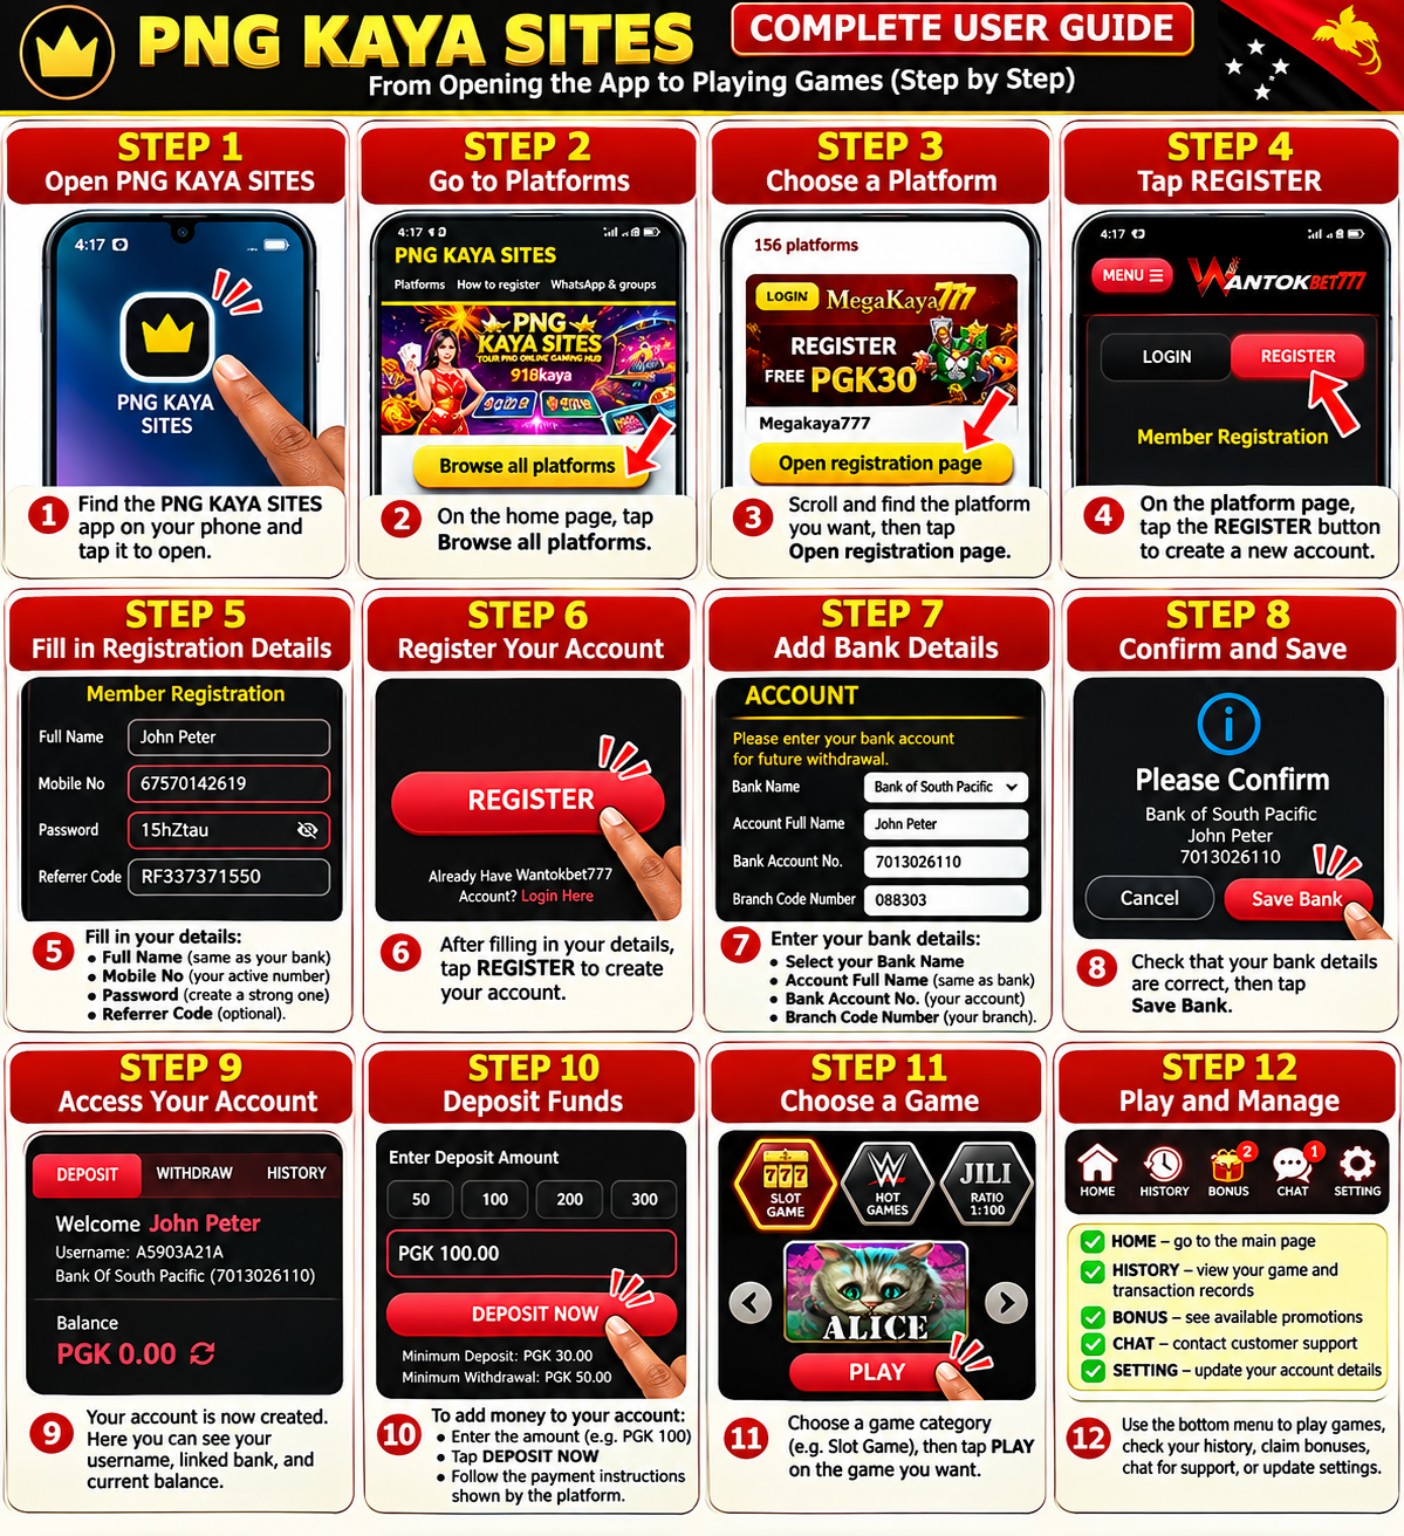 PNG KAYA SITES
COMPLETE USER GUIDE
From Opening the App to Playing Games (Step by Step)
STEP 1
Open PNG KAYA SITES
4:17
PNG KAYA
SITES
1
Find the PNG KAYA SITES
app on your phone and
tap it to open.
STEP 2
Go to Platforms
4:17
PNG KAYA SITES
Platforms How to register WhatsApp & groups
PNG
KAYA SITES
YOUR PNG ONLINE GAMING HUB
918kaya
Browse all platforms
2
On the home page, tap
Browse all platforms.
STEP 3
Choose a Platform
156 platforms
LOGIN MegaKaya777
REGISTER
FREE PGK30
Megakaya777
Open registration page
3
Scroll and find the platform
you want, then tap
Open registration page.
STEP 4
Tap REGISTER
4:17
MENU WANTOKBET777
LOGIN REGISTER
Member Registration
4
On the platform page,
tap the REGISTER button
to create a new account.
STEP 5
Fill in Registration Details
Member Registration
Full Name John Peter
Mobile No 67570142619
Password 15hZtau
Referrer Code RF337371550
5
Fill in your details:
• Full Name (same as your bank)
• Mobile No (your active number)
• Password (create a strong one)
• Referrer Code (optional).
STEP 6
Register Your Account
REGISTER
Already Have Wantokbet777
Account? Login Here
6
After filling in your details,
tap REGISTER to create
your account.
STEP 7
Add Bank Details
ACCOUNT
Please enter your bank account
for future withdrawal.
Bank Name Bank of South Pacific
Account Full Name John Peter
Bank Account No. 7013026110
Branch Code Number 088303
7
Enter your bank details:
• Select your Bank Name
• Account Full Name (same as bank)
• Bank Account No. (your account)
• Branch Code Number (your branch).
STEP 8
Confirm and Save
i
Please Confirm
Bank of South Pacific
John Peter
7013026110
Cancel Save Bank
8
Check that your bank details
are correct, then tap
Save Bank.
STEP 9
Access Your Account
DEPOSIT WITHDRAW HISTORY
Welcome John Peter
Username: A5903A21A
Bank Of South Pacific (7013026110)
Balance
PGK 0.00
9
Your account is now created.
Here you can see your
username, linked bank, and
current balance.
STEP 10
Deposit Funds
Enter Deposit Amount
50 100 200 300
PGK 100.00
DEPOSIT NOW
Minimum Deposit: PGK 30.00
Minimum Withdrawal: PGK 50.00
10
To add money to your account:
• Enter the amount (e.g. PGK 100)
• Tap DEPOSIT NOW
• Follow the payment instructions
shown by the platform.
STEP 11
Choose a Game
777
SLOT
GAME
W
HOT
GAMES
JILI
RATIO
1:100
ALICE
PLAY
11
Choose a game category
(e.g. Slot Game), then tap PLAY
on the game you want.
STEP 12
Play and Manage
2 1
HOME HISTORY BONUS CHAT SETTING
HOME – go to the main page
HISTORY – view your game and
transaction records
BONUS – see available promotions
CHAT – contact customer support
SETTING – update your account details
12
Use the bottom menu to play games,
check your history, claim bonuses,
chat for support, or update settings.